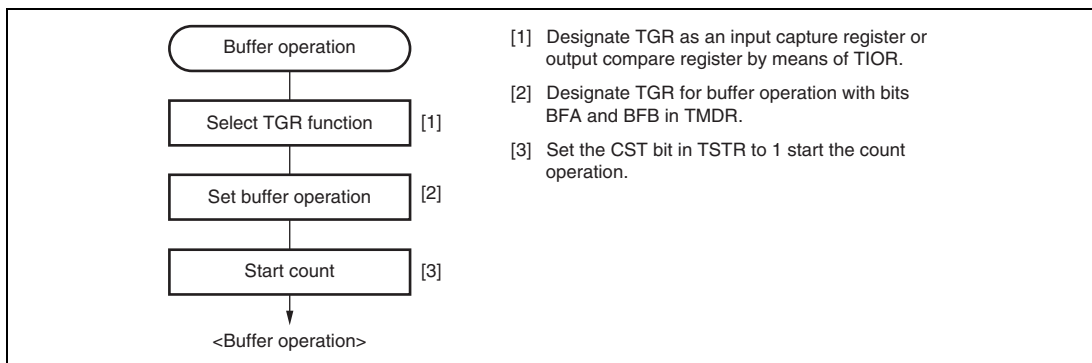 Buffer operation
Select TGR function
[1]
Set buffer operation
[2]
Start count
[3]
<Buffer operation>
[1] Designate TGR as an input capture register or
output compare register by means of TIOR.
[2] Designate TGR for buffer operation with bits
BFA and BFB in TMDR.
[3] Set the CST bit in TSTR to 1 start the count
operation.